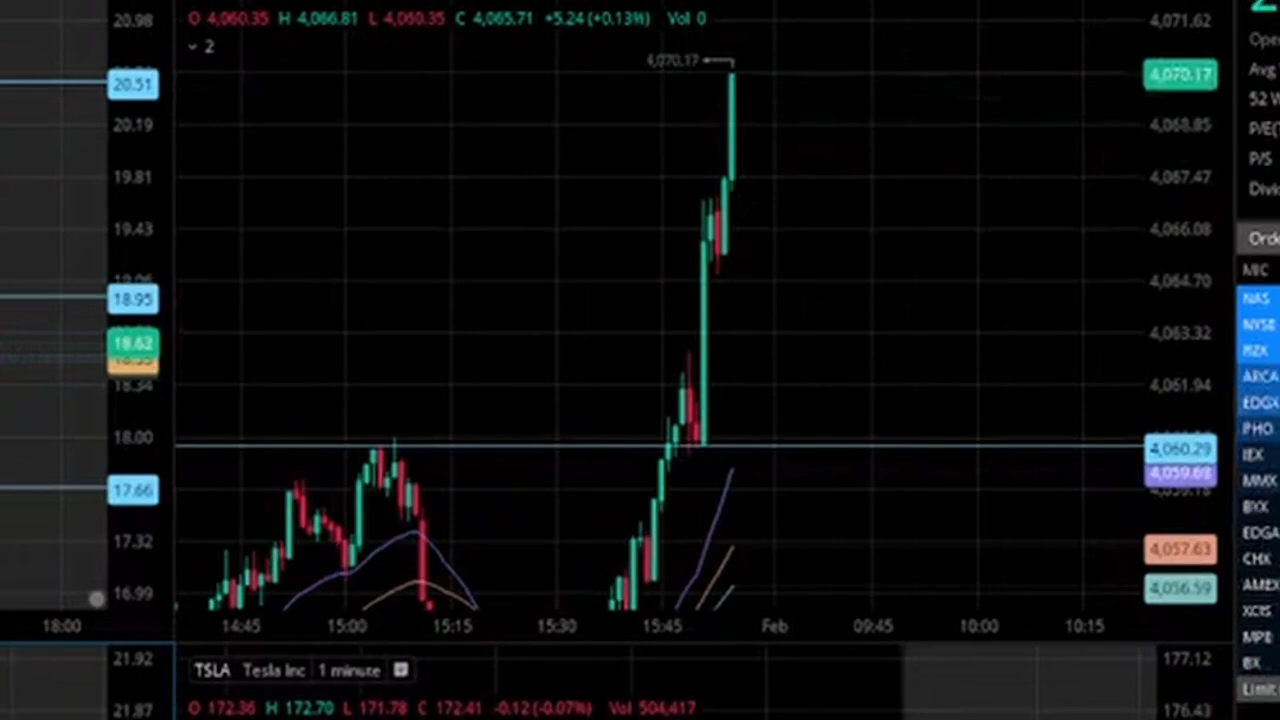 20.98
20.51
20.19
19.81
19.43
18.95
18.62
18.34
18.00
17.66
17.32
16.99
18:00
21.92
21.87
O 4,060.35 H 4,066.81 L 4,060.35 C 4,065.71 +5.24 (+0.13%) Vol 0
2
4,070.17
4,071.62
4,070.17
4,068.85
4,067.47
4,066.08
4,064.70
4,063.32
4,061.94
4,060.29
4,059.68
4,057.63
4,056.59
14:45 15:00 15:15 15:30 15:45 Feb 09:45 10:00 10:15
TSLA Tesla Inc 1 minute
O 172.36 H 172.70 L 171.78 C 172.41 -0.12 (-0.07%) Vol 504,417
177.12
176.43
Avg
52 W
P/E(
P/S
MIC
NAS
NYSE
ARCA
EDGX
PHO
IEX
MMX
BYX
EDGA
CHX
AMEX
XCIS
MPB
BX
Limit